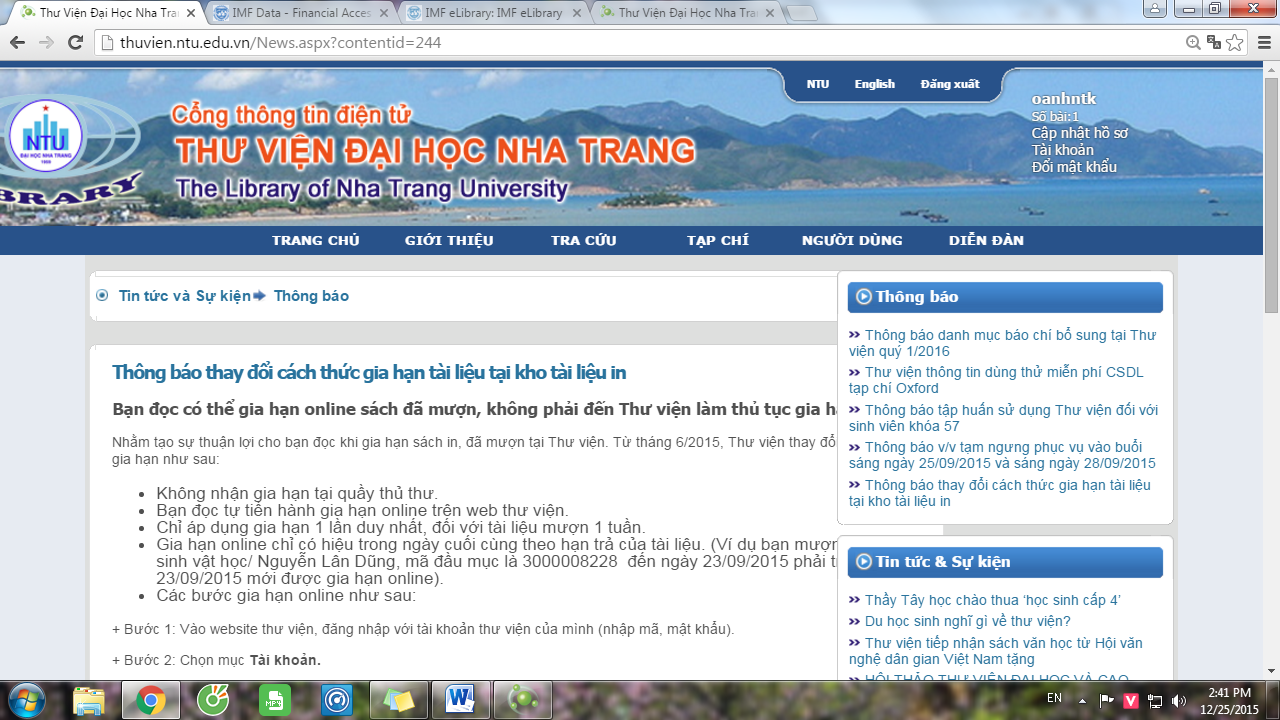 Thư Viện Đại Học Nha Tra
IMF Data - Financial Acces
IMF eLibrary: IMF eLibrary
Thư Viện Đại Học Nha Tra
thuvien.ntu.edu.vn/News.aspx?contentid=244
NTU English Đăng xuất
oanhntk
Số bài:1
Cập nhật hồ sơ
Tài khoản
Đổi mật khẩu
NTU
ĐẠI HỌC NHA TRANG
BRARY
Cổng thông tin điện tử
THƯ VIỆN ĐẠI HỌC NHA TRANG
The Library of Nha Trang University
TRANG CHỦ GIỚI THIỆU TRA CỨU TẠP CHÍ NGƯỜI DÙNG DIỄN ĐÀN
Tin tức và Sự kiện Thông báo
Thông báo thay đổi cách thức gia hạn tài liệu tại kho tài liệu in
Bạn đọc có thể gia hạn online sách đã mượn, không phải đến Thư viện làm thủ tục gia hạ
Nhằm tạo sự thuận lợi cho bạn đọc khi gia hạn sách in, đã mượn tại Thư viện. Từ tháng 6/2015, Thư viện thay đổ
gia hạn như sau:
Không nhận gia hạn tại quầy thủ thư.
Bạn đọc tự tiến hành gia hạn online trên web thư viện.
Chỉ áp dụng gia hạn 1 lần duy nhất, đối với tài liệu mượn 1 tuần.
Gia hạn online chỉ có hiệu trong ngày cuối cùng theo hạn trả của tài liệu. (Ví dụ bạn mượn
sinh vật học/ Nguyễn Lân Dũng, mã đầu mục là 3000008228 đến ngày 23/09/2015 phải t
23/09/2015 mới được gia hạn online).
Các bước gia hạn online như sau:
+ Bước 1: Vào website thư viện, đăng nhập với tài khoản thư viện của mình (nhập mã, mật khẩu).
+ Bước 2: Chọn mục Tài khoản.
Thông báo
Thông báo danh mục báo chí bổ sung tại Thư
viện quý 1/2016
Thư viện thông tin dùng thử miễn phí CSDL
tạp chí Oxford
Thông báo tập huấn sử dụng Thư viện đối với
sinh viên khóa 57
Thông báo v/v tạm ngưng phục vụ vào buổi
sáng ngày 25/09/2015 và sáng ngày 28/09/2015
Thông báo thay đổi cách thức gia hạn tài liệu
tại kho tài liệu in
Tin tức & Sự kiện
Thầy Tây học chào thua ‘học sinh cấp 4’
Du học sinh nghĩ gì về thư viện?
Thư viện tiếp nhận sách văn học từ Hội văn
nghệ dân gian Việt Nam tặng
HỘI THẢO THƯ VIỆN ĐẠI HỌC VÀ CAO
MPV
EN
2:41 PM
12/25/2015